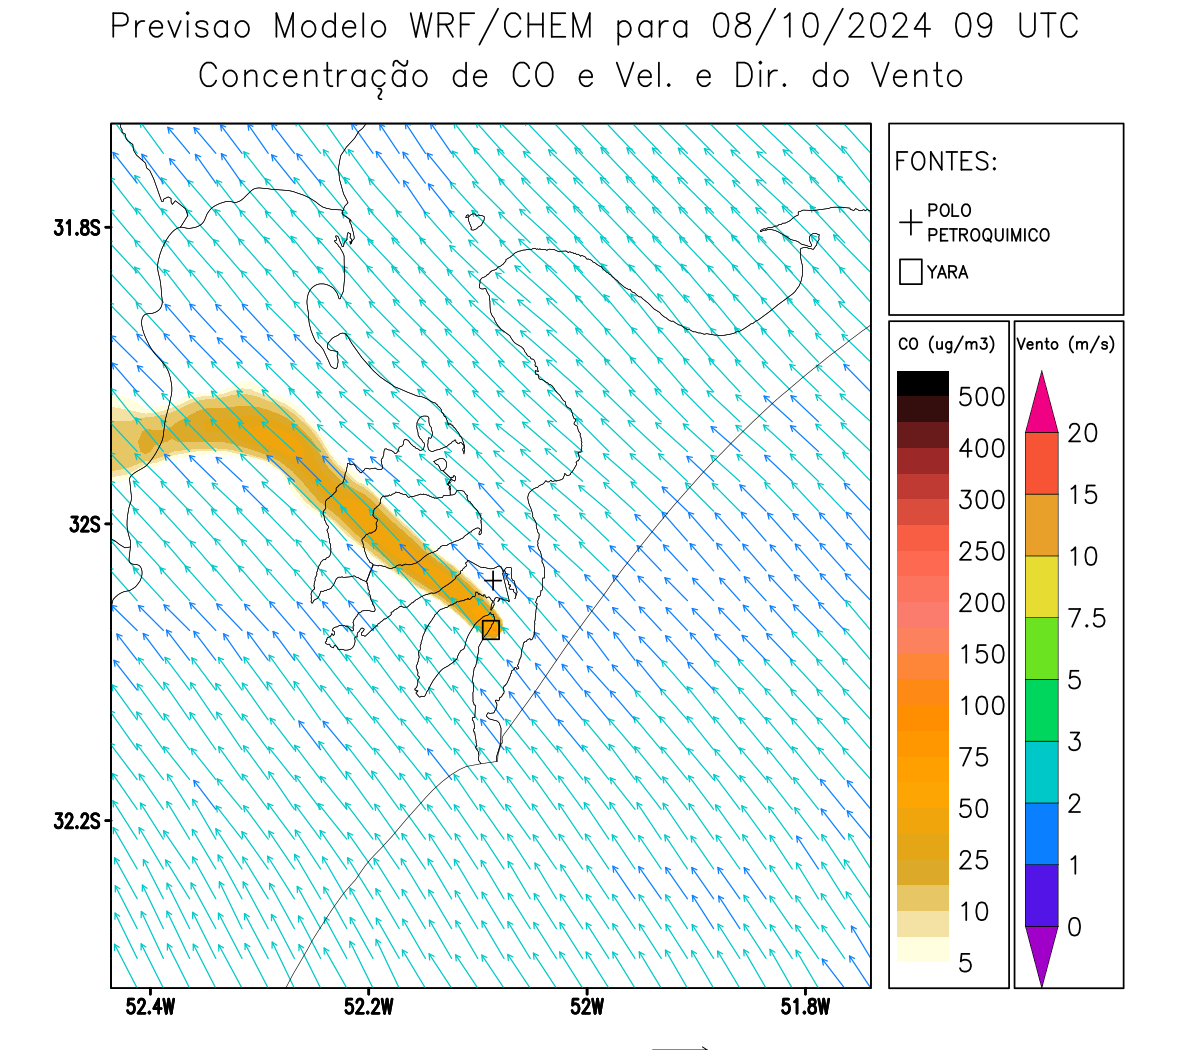 Previsao Modelo WRF/CHEM para 08/10/2024 09 UTC
Concentração de CO e Vel. e Dir. do Vento
FONTES:
POLO
PETROQUIMICO
YARA
CO (ug/m3)
500
400
300
250
200
150
100
75
50
25
10
5
Vento (m/s)
20
15
10
7.5
5
3
2
1
0
31.8S
32S
32.2S
52.4W
52.2W
52W
51.8W